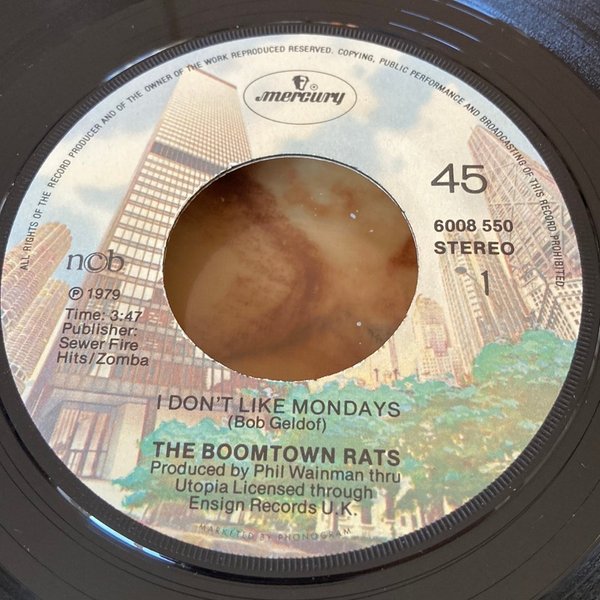 ALL RIGHTS OF THE RECORD PRODUCER AND OF THE OWNER OF THE WORK REPRODUCED RESERVED. COPYING, PUBLIC PERFORMANCE AND BROADCASTING OF THIS RECORD PROHIBITED.
mercury
45
6008 550
STEREO
1
n©b
℗ 1979
Time: 3:47
Publisher:
Sewer Fire
Hits/Zomba
I DON'T LIKE MONDAYS
(Bob Geldof)
THE BOOMTOWN RATS
Produced by Phil Wainman thru
Utopia Licensed through
Ensign Records U.K.
MARKETED BY PHONOGRAM